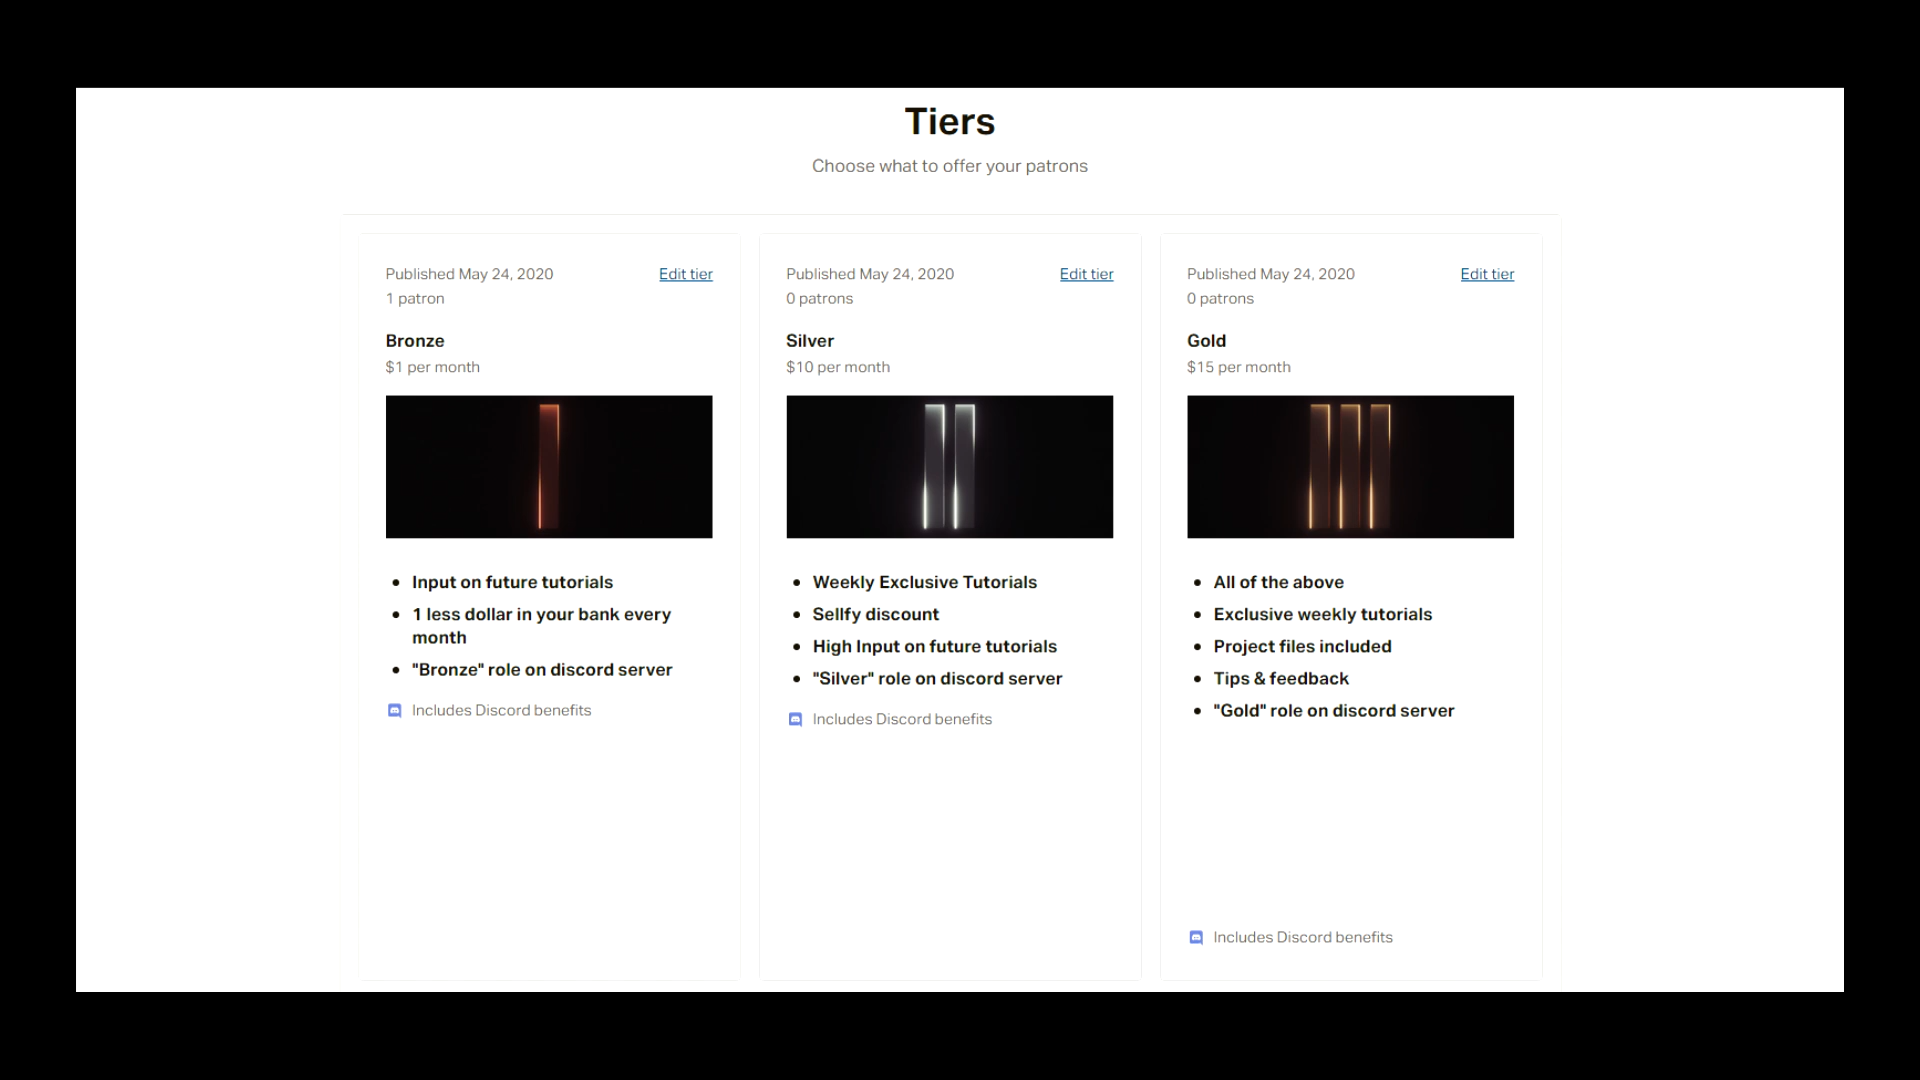 Tiers
Choose what to offer your patrons
Published May 24, 2020
Edit tier
1 patron
Bronze
$1 per month
Input on future tutorials
1 less dollar in your bank every
month
"Bronze" role on discord server
Includes Discord benefits
Published May 24, 2020
Edit tier
0 patrons
Silver
$10 per month
Weekly Exclusive Tutorials
Sellfy discount
High Input on future tutorials
"Silver" role on discord server
Includes Discord benefits
Published May 24, 2020
Edit tier
0 patrons
Gold
$15 per month
All of the above
Exclusive weekly tutorials
Project files included
Tips & feedback
"Gold" role on discord server
Includes Discord benefits